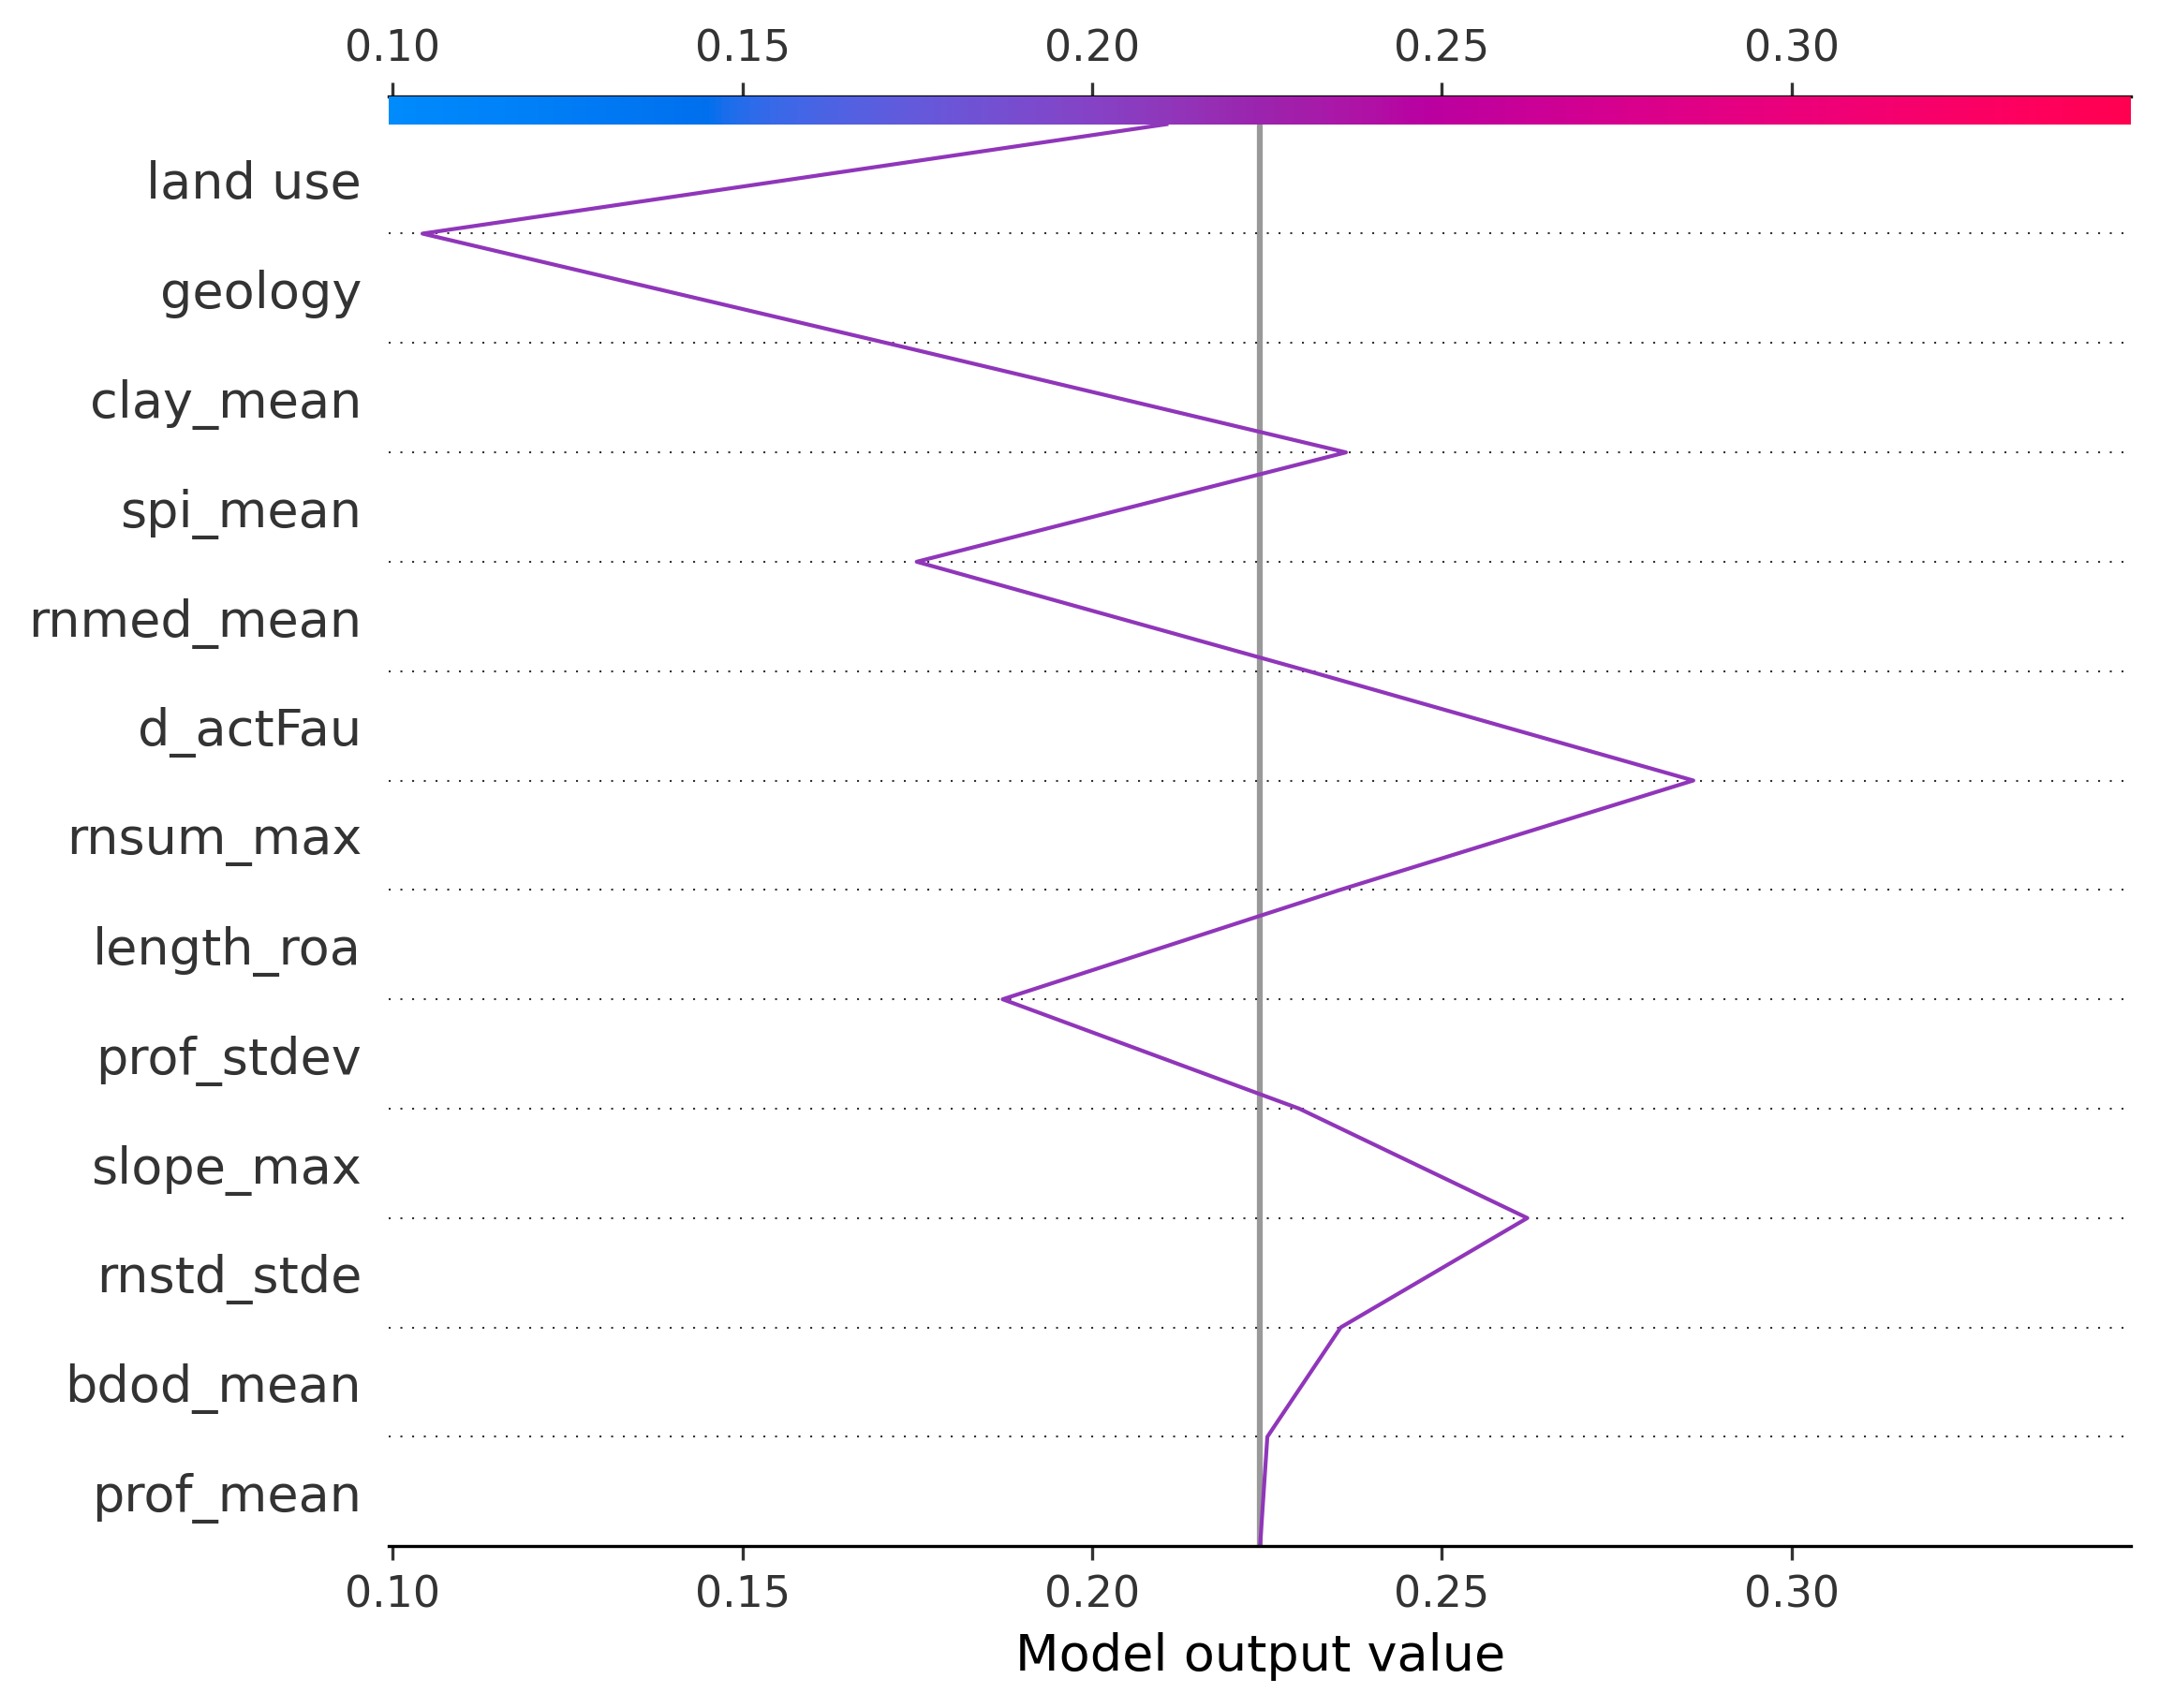 0.10 0.15 0.20 0.25 0.30
land use
geology
clay_mean
spi_mean
rnmed_mean
d_actFau
rnsum_max
length_roa
prof_stdev
slope_max
rnstd_stde
bdod_mean
prof_mean
0.10 0.15 0.20 0.25 0.30
Model output value